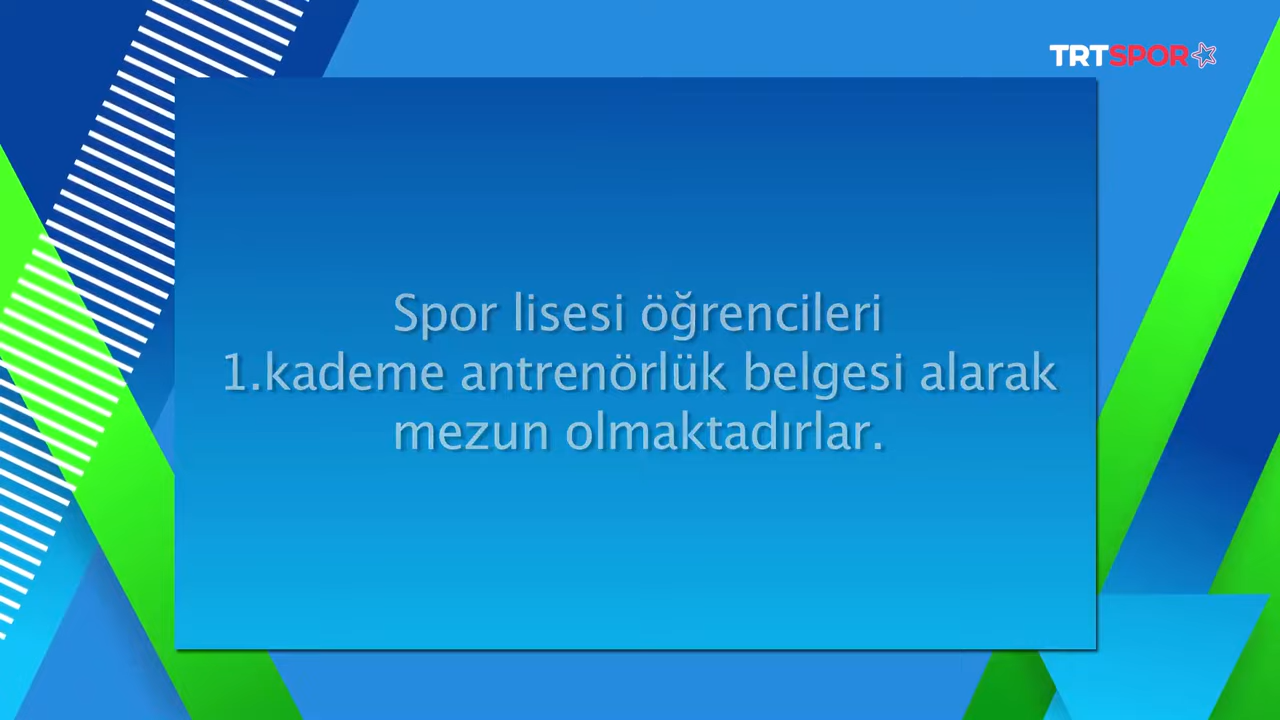 TRTSPOR
Spor lisesi öğrencileri
1.kademe antrenörlük belgesi alarak
mezun olmaktadırlar.